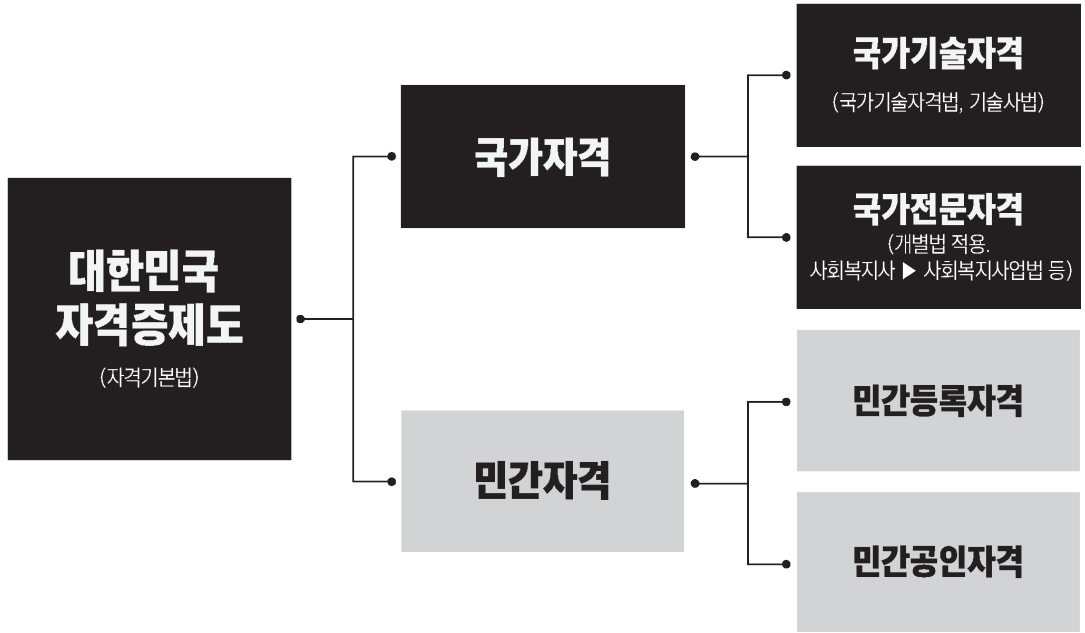 대한민국
자격증제도
(자격기본법)
국가자격
국가기술자격
(국가기술자격법, 기술사법)
국가전문자격
(개별법 적용.
사회복지사 ▶ 사회복지사업법 등)
민간자격
민간등록자격
민간공인자격